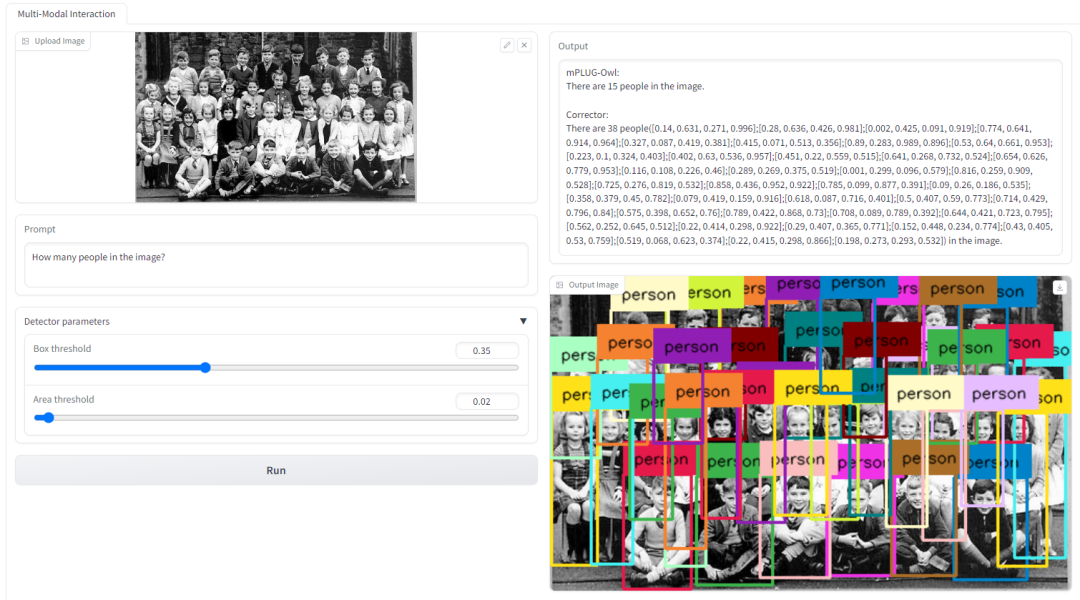 Multi-Modal Interaction
Upload Image
Prompt
How many people in the image?
Detector parameters
▼
Box threshold
0.35
Area threshold
0.02
Run
Output
mPLUG-Owl:
There are 15 people in the image.
Corrector:
There are 38 people([0.14, 0.631, 0.271, 0.996];[0.28, 0.636, 0.426, 0.981];[0.002, 0.425, 0.091, 0.919];[0.774, 0.641,
0.914, 0.964];[0.327, 0.087, 0.419, 0.381];[0.415, 0.071, 0.513, 0.356];[0.89, 0.283, 0.989, 0.896];[0.53, 0.64, 0.661, 0.953];
[0.223, 0.1, 0.324, 0.403];[0.402, 0.63, 0.536, 0.957];[0.451, 0.22, 0.559, 0.515];[0.641, 0.268, 0.732, 0.524];[0.654, 0.626,
0.779, 0.953];[0.116, 0.108, 0.226, 0.46];[0.289, 0.269, 0.375, 0.519];[0.001, 0.299, 0.096, 0.579];[0.816, 0.259, 0.909,
0.528];[0.725, 0.276, 0.819, 0.532];[0.858, 0.436, 0.952, 0.922];[0.785, 0.099, 0.877, 0.391];[0.09, 0.26, 0.186, 0.535];
[0.358, 0.379, 0.45, 0.782];[0.079, 0.419, 0.159, 0.916];[0.618, 0.087, 0.716, 0.401];[0.5, 0.407, 0.59, 0.773];[0.714, 0.429,
0.796, 0.84];[0.575, 0.398, 0.652, 0.76];[0.789, 0.422, 0.868, 0.73];[0.708, 0.089, 0.789, 0.392];[0.644, 0.421, 0.723, 0.795];
[0.562, 0.252, 0.645, 0.512];[0.22, 0.414, 0.298, 0.922];[0.29, 0.407, 0.365, 0.771];[0.152, 0.448, 0.234, 0.774];[0.43, 0.405,
0.53, 0.759];[0.519, 0.068, 0.623, 0.374];[0.22, 0.415, 0.298, 0.866];[0.198, 0.273, 0.293, 0.532]) in the image.
Output Image
person erson ers perso person ers person son
pers perso person son perso son person son so
per pers per person son person per person person son
person person person perso person person